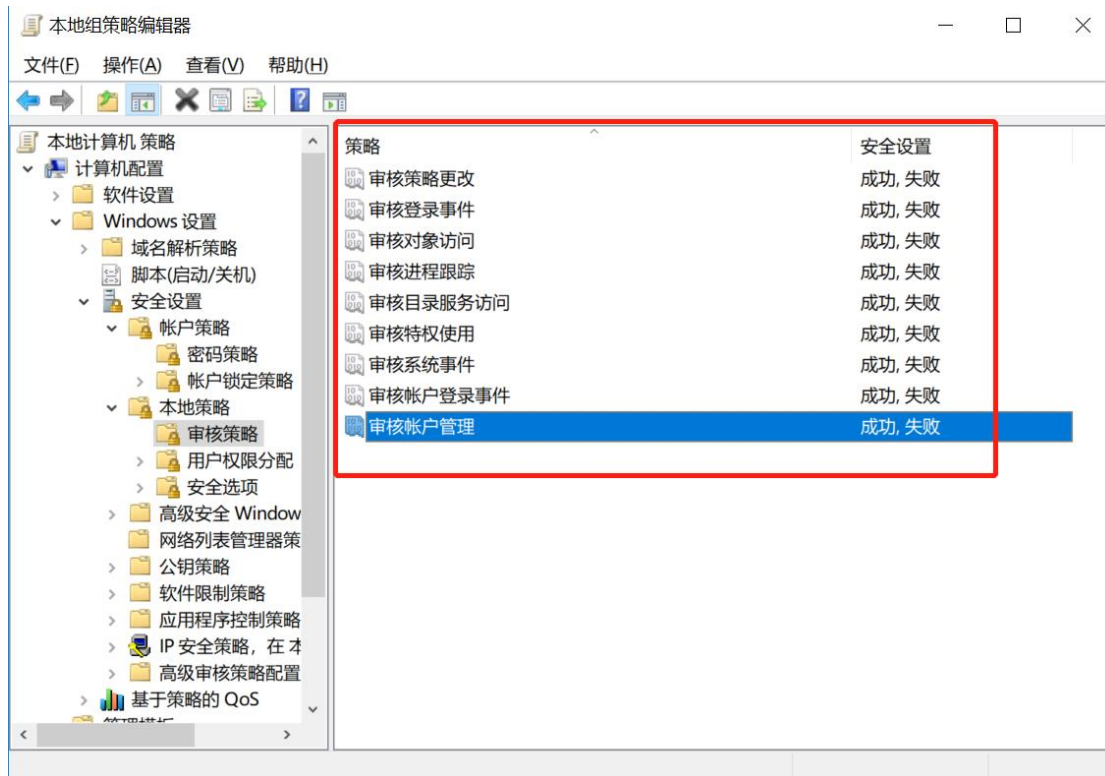 本地组策略编辑器
文件(F) 操作(A) 查看(V) 帮助(H)
本地计算机 策略
计算机配置
软件设置
Windows 设置
域名解析策略
脚本(启动/关机)
安全设置
帐户策略
密码策略
帐户锁定策略
本地策略
审核策略
用户权限分配
安全选项
高级安全 Window
网络列表管理器策
公钥策略
软件限制策略
应用程序控制策略
IP 安全策略，在 本
高级审核策略配置
基于策略的 QoS
管理模板
策略 安全设置
审核策略更改 成功, 失败
审核登录事件 成功, 失败
审核对象访问 成功, 失败
审核进程跟踪 成功, 失败
审核目录服务访问 成功, 失败
审核特权使用 成功, 失败
审核系统事件 成功, 失败
审核帐户登录事件 成功, 失败
审核帐户管理 成功, 失败